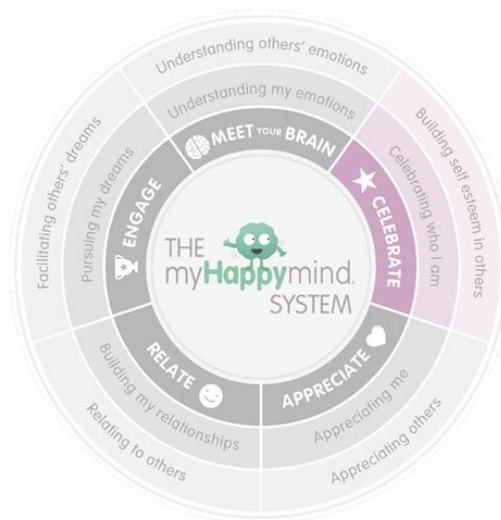 Understanding others' emotions
Understanding my emotions
MEET YOUR BRAIN
Building self esteem in others
Celebrating who I am
CELEBRATE
Appreciating others
Appreciating me
APPRECIATE
Relating to others
Building my relationships
RELATE
Facilitating others' dreams
Pursuing my dreams
ENGAGE
THE
myHappymind®
SYSTEM